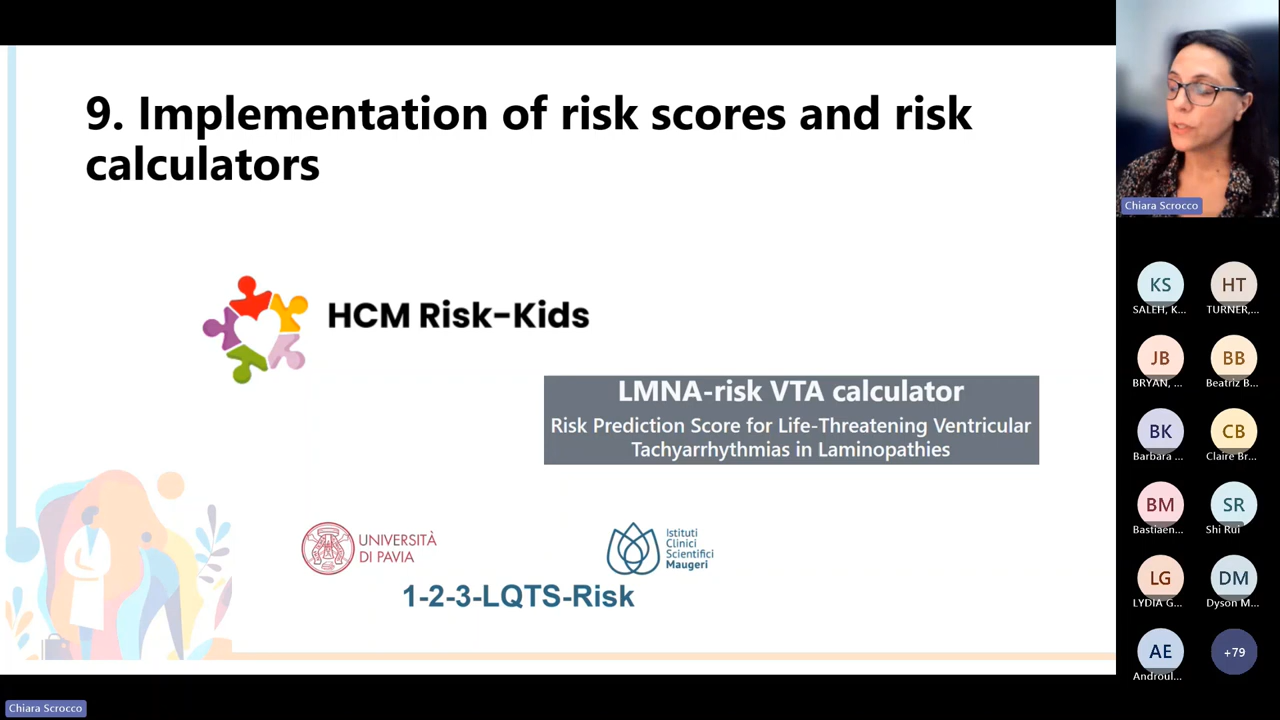 9. Implementation of risk scores and risk
calculators
HCM Risk-Kids
LMNA-risk VTA calculator
Risk Prediction Score for Life-Threatening Ventricular
Tachyarrhythmias in Laminopathies
UNIVERSITÀ
DI PAVIA
Istituti
Clinici
Scientifici
Maugeri
1-2-3-LQTS-Risk
Chiara Scrocco
KS
HT
SALEH, K...
TURNER,...
JB
BB
BRYAN, ...
Beatriz B...
BK
CB
Barbara ...
Claire Br...
BM
SR
Bastiaen...
Shi Rui
LG
DM
LYDIA G...
Dyson M...
AE
+79
Androul...
Chiara Scrocco